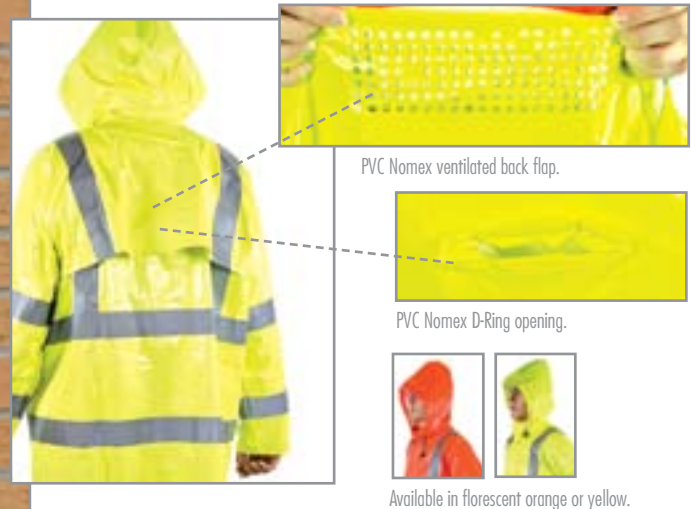 PVC Nomex ventilated back flap.
PVC Nomex D-Ring opening.
Available in florescent orange or yellow.